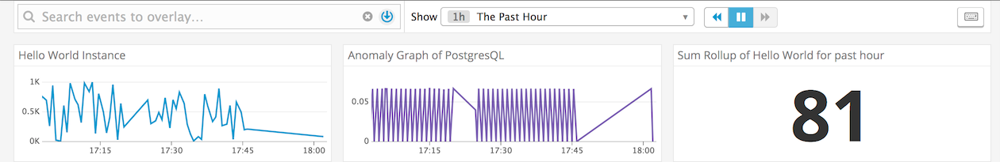 Search events to overlay...
Show 1h The Past Hour
Hello World Instance
1K
0.5K
0K
17:15 17:30 17:45 18:00
Anomaly Graph of PostgresQL
0.05
0
17:15 17:30 17:45 18:00
Sum Rollup of Hello World for past hour
81